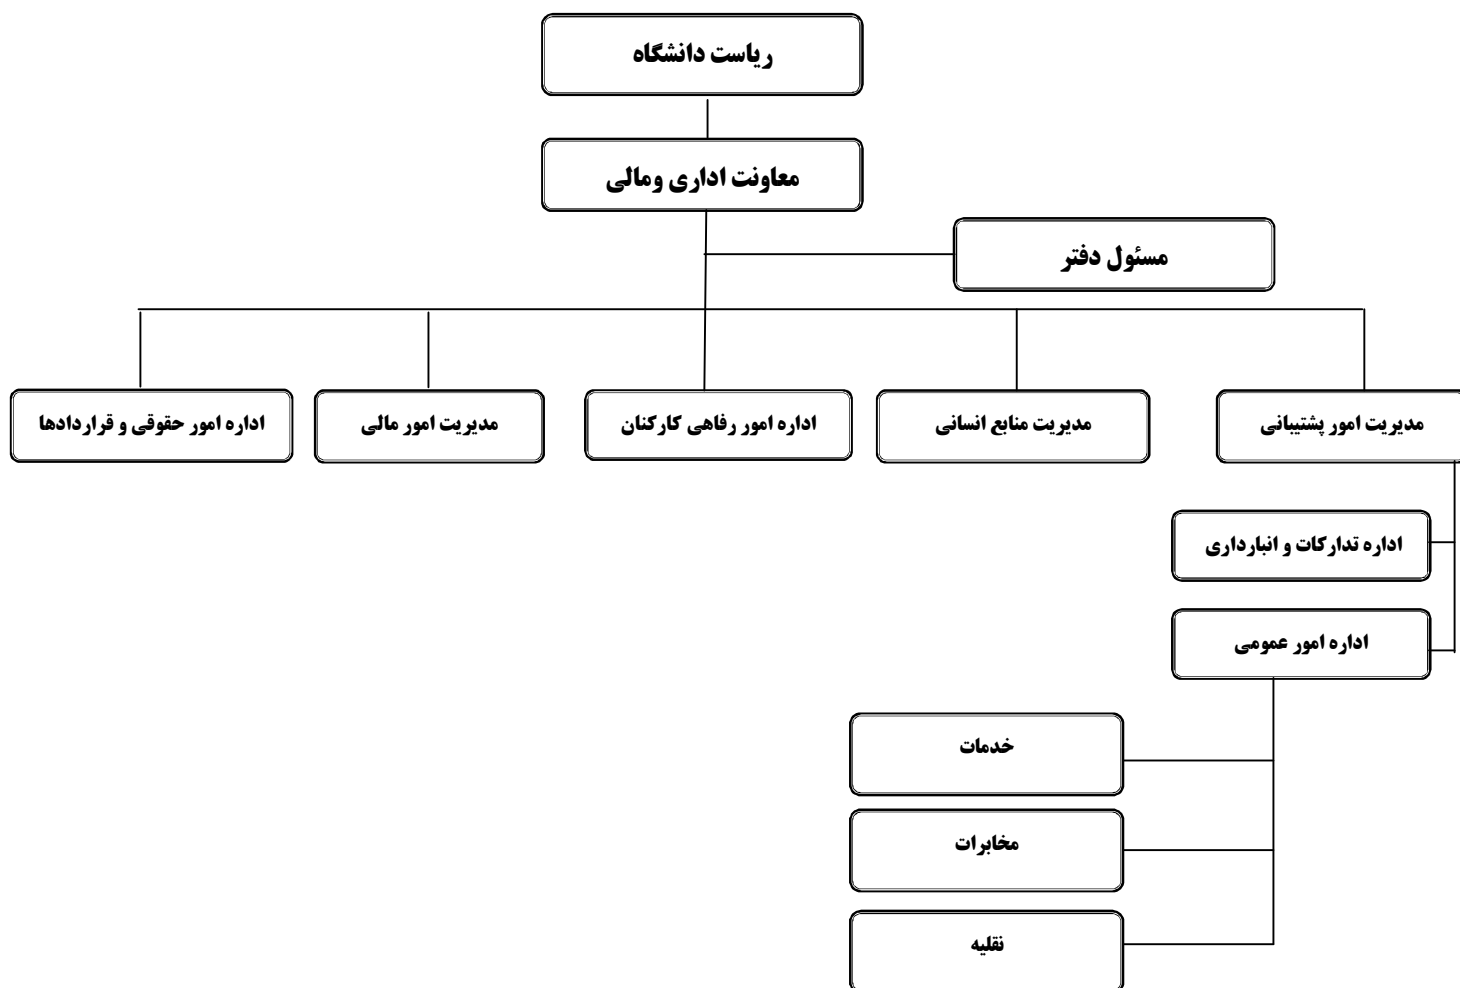 ریاست دانشگاه
معاونت اداری ومالی
مسئول دفتر
مدیریت امور پشتیبانی
مدیریت منابع انسانی
اداره امور رفاهی کارکنان
مدیریت امور مالی
اداره امور حقوقی و قراردادها
اداره تدارکات و انبارداری
اداره امور عمومی
خدمات
مخابرات
نقلیه